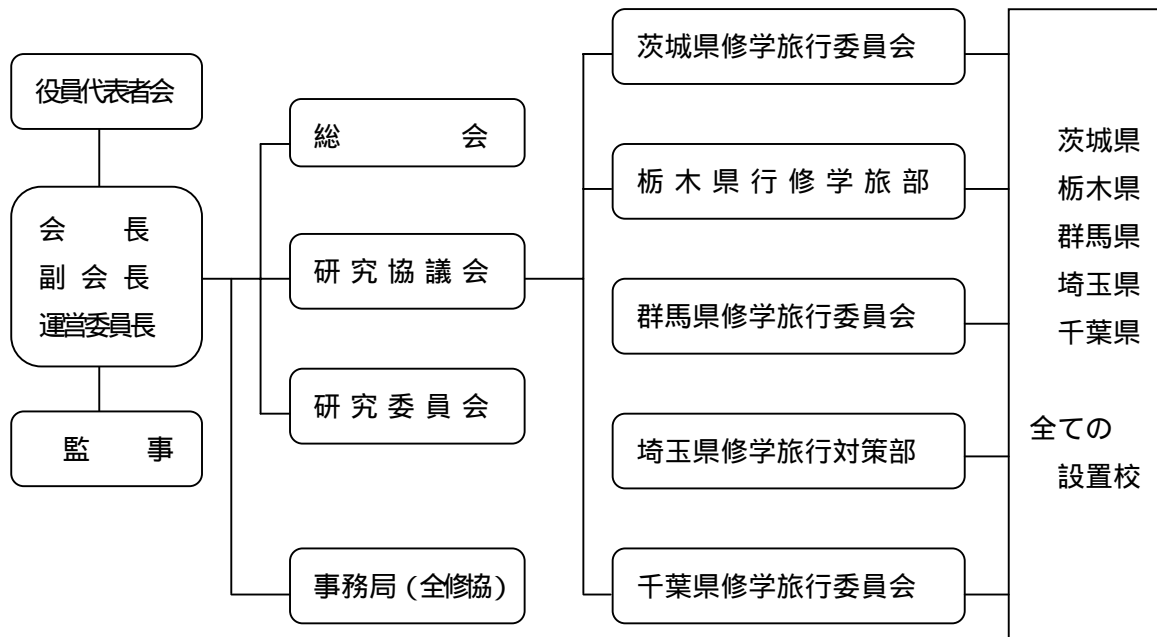 役員代表者会
会長
副会長
運営委員長
監事
総会
研究協議会
研究委員会
事務局(全修協)
茨城県修学旅行委員会
栃木県行修学旅部
群馬県修学旅行委員会
埼玉県修学旅行対策部
千葉県修学旅行委員会
茨城県
栃木県
群馬県
埼玉県
千葉県
全ての
設置校